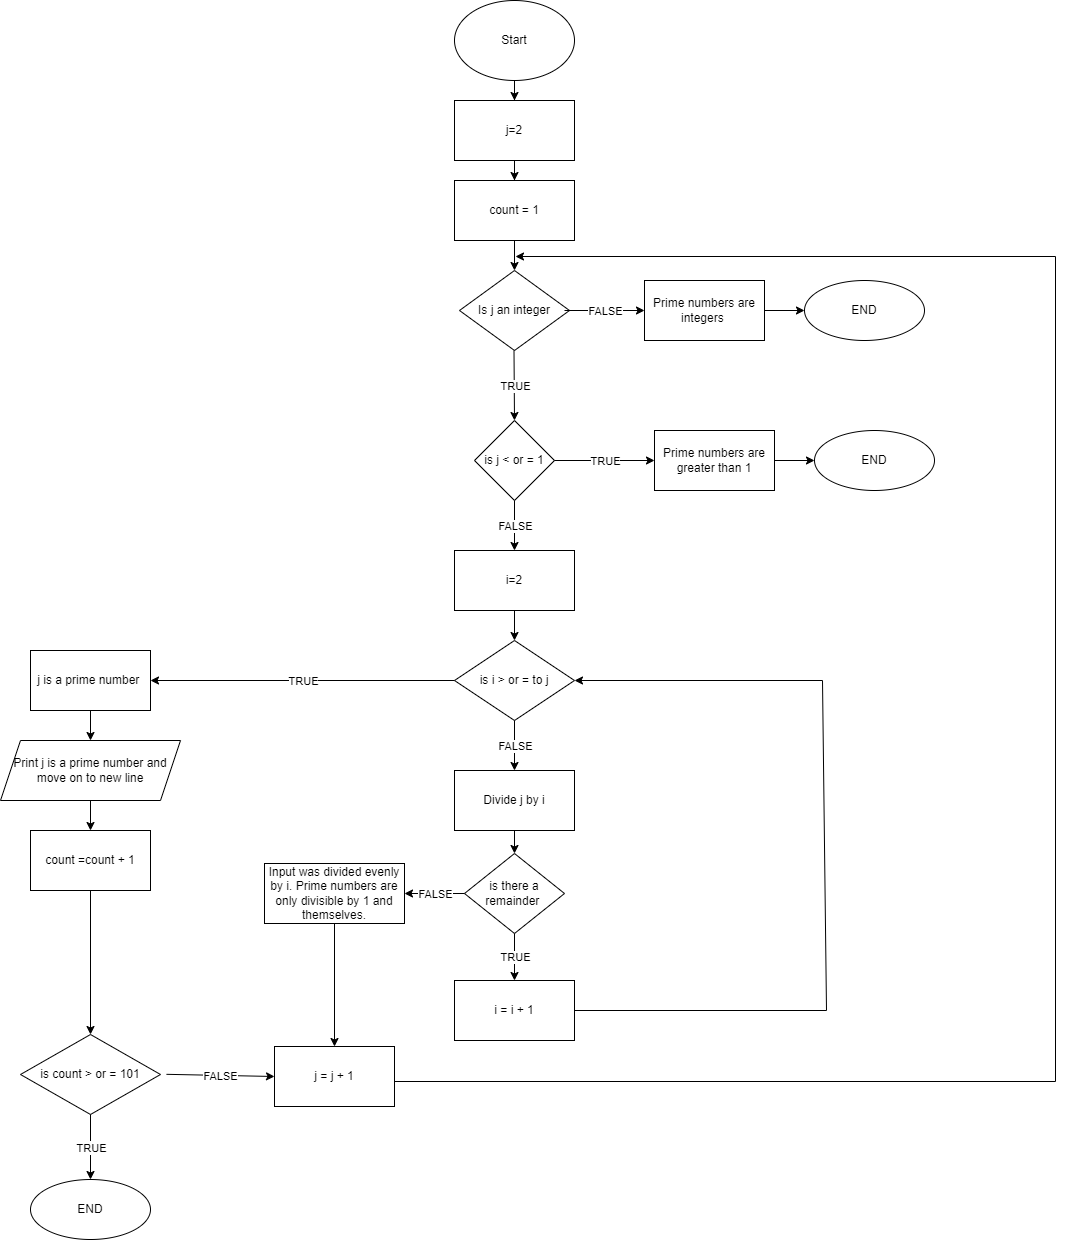 Start
j=2
count = 1
Is j an integer
FALSE
Prime numbers are
integers
END
TRUE
is j < or = 1
TRUE
Prime numbers are
greater than 1
END
FALSE
i=2
is i > or = to j
TRUE
j is a prime number
Print j is a prime number and
move on to new line
count =count + 1
FALSE
Divide j by i
is there a
remainder
FALSE
Input was divided evenly
by i. Prime numbers are
only divisible by 1 and
themselves.
TRUE
i = i + 1
is count > or = 101
FALSE
j = j + 1
TRUE
END